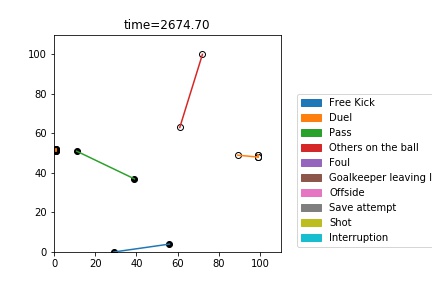 time=2674.70
100
80
60
40
20
0
0 20 40 60 80 100
Free Kick
Duel
Pass
Others on the ball
Foul
Goalkeeper leaving l
Offside
Save attempt
Shot
Interruption